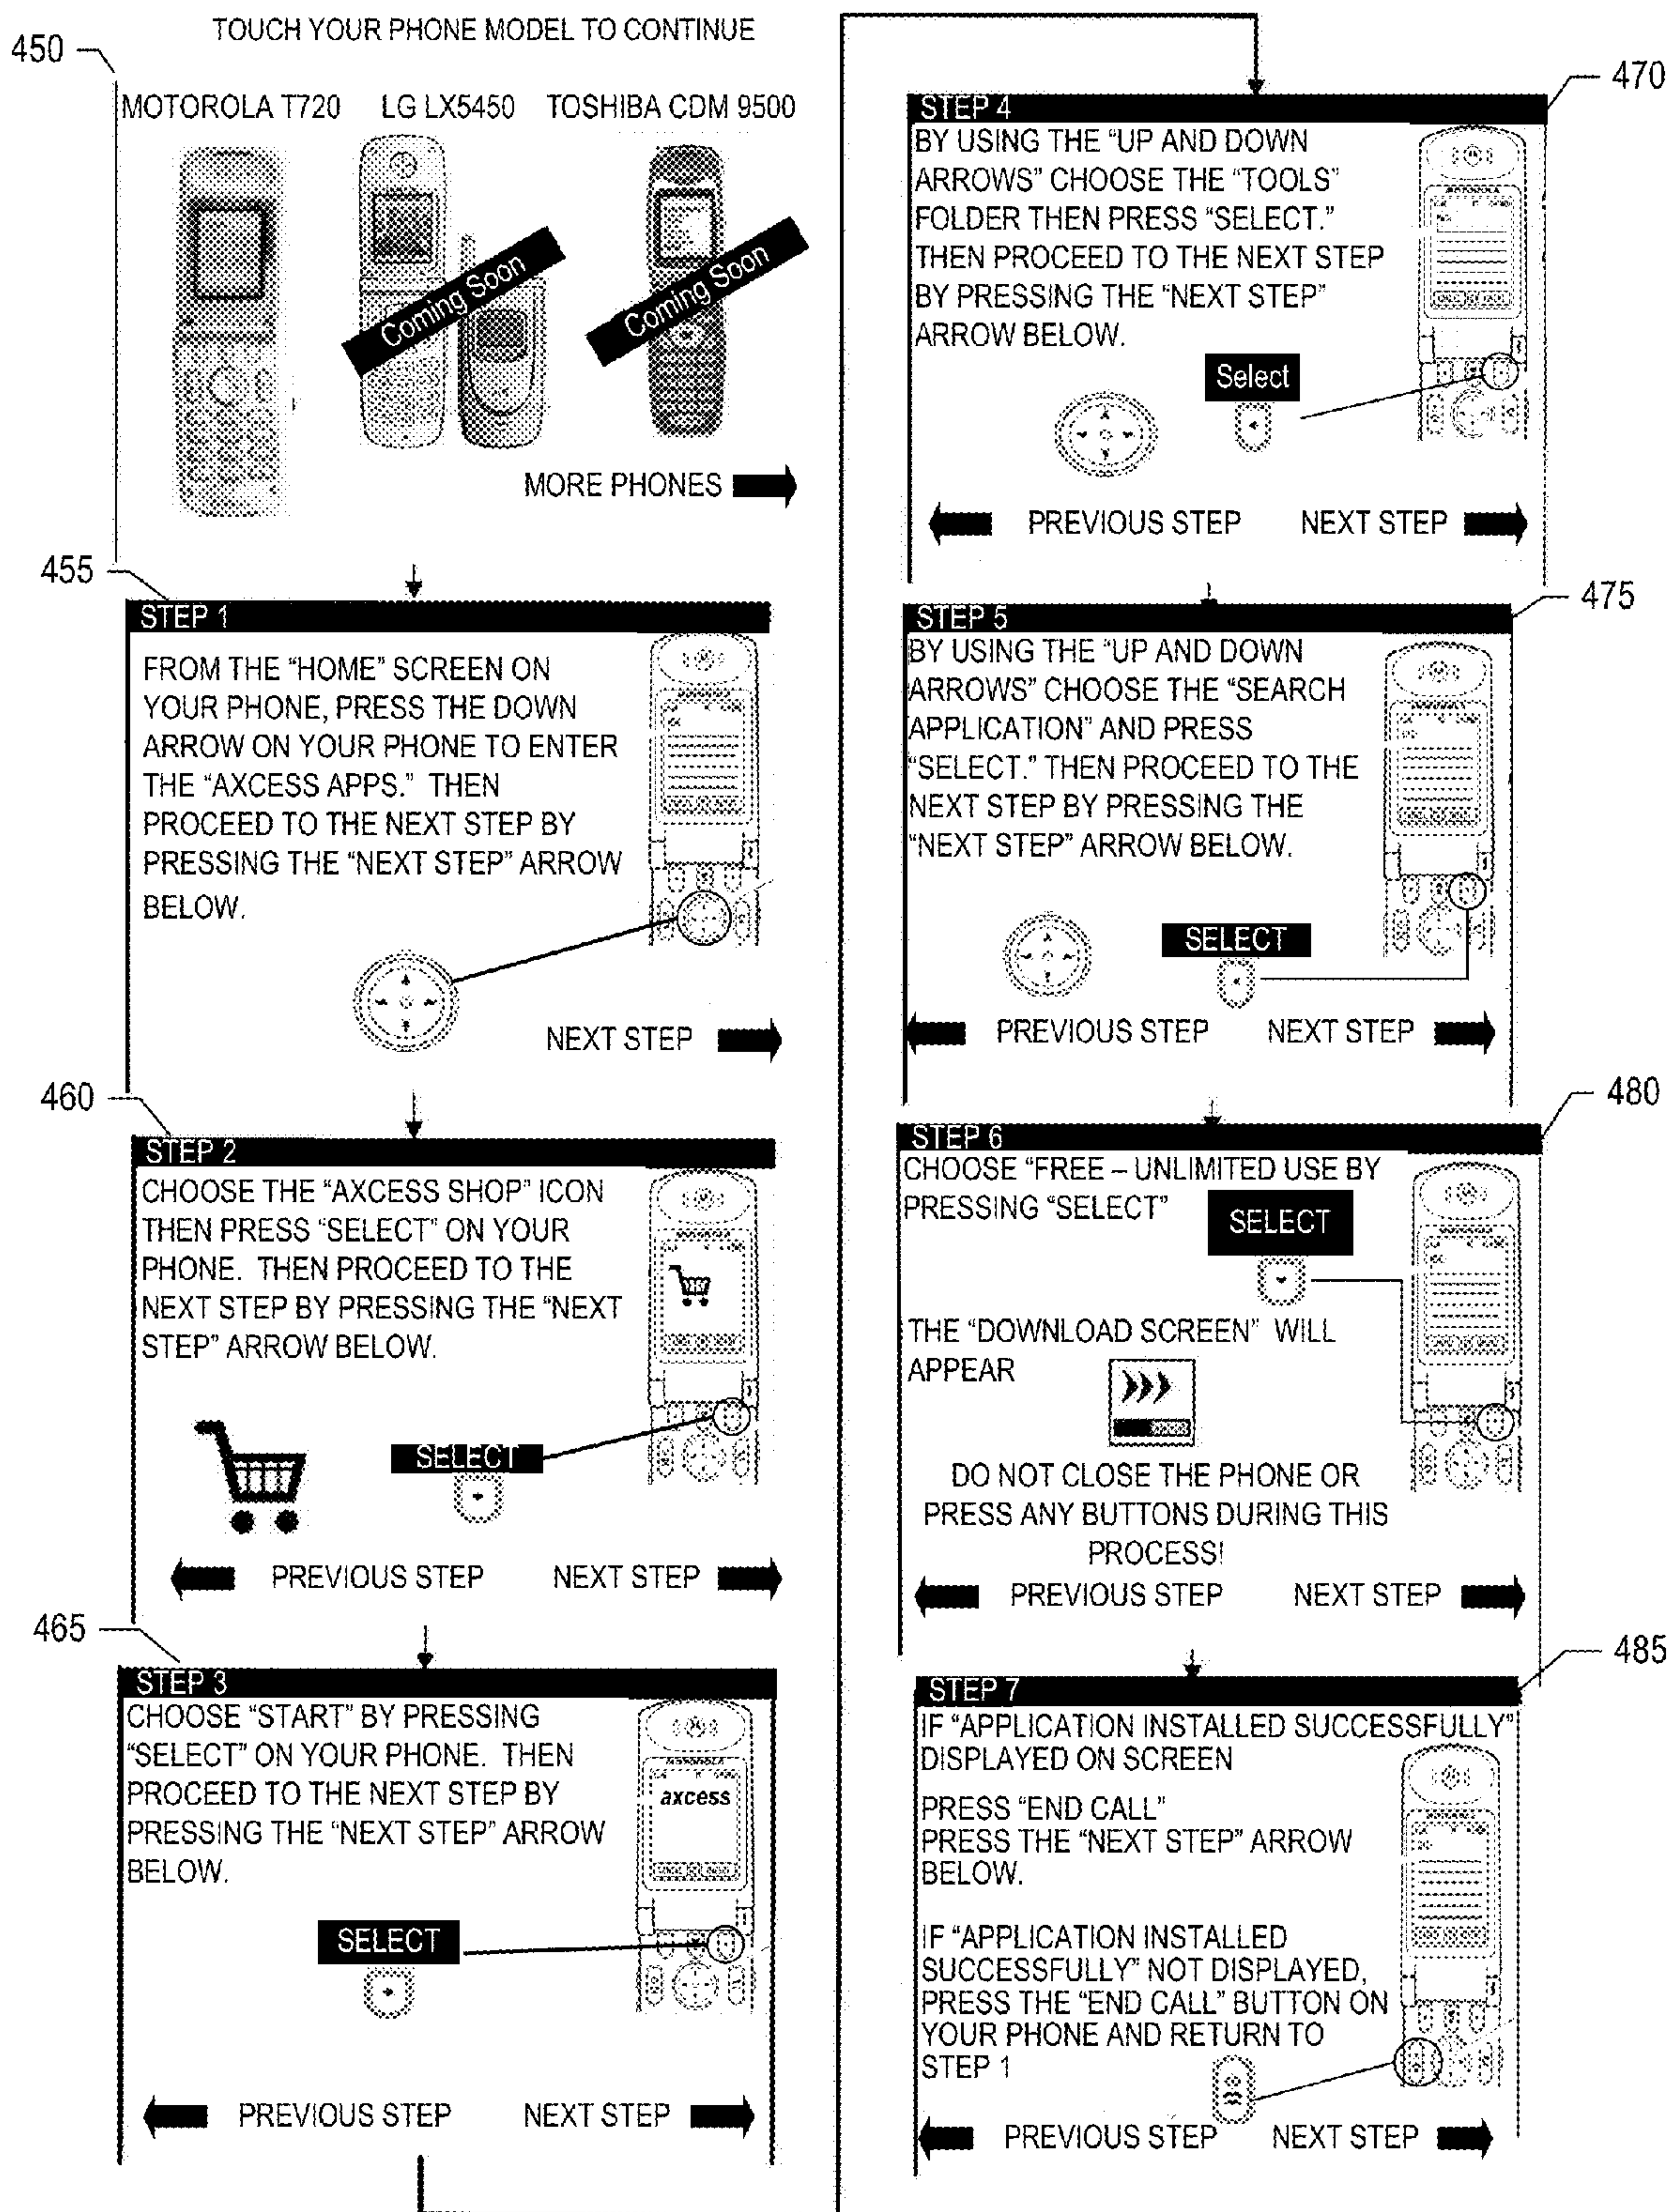 TOUCH YOUR PHONE MODEL TO CONTINUE
450
MOTOROLA T720 LG LX5450 TOSHIBA CDM 9500
Coming Soon
Coming Soon
MORE PHONES
455
STEP 1
FROM THE “HOME” SCREEN ON
YOUR PHONE, PRESS THE DOWN
ARROW ON YOUR PHONE TO ENTER
THE “AXCESS APPS.” THEN
PROCEED TO THE NEXT STEP BY
PRESSING THE “NEXT STEP” ARROW
BELOW.
NEXT STEP
460
STEP 2
CHOOSE THE “AXCESS SHOP” ICON
THEN PRESS “SELECT” ON YOUR
PHONE. THEN PROCEED TO THE
NEXT STEP BY PRESSING THE “NEXT
STEP” ARROW BELOW.
SELECT
PREVIOUS STEP NEXT STEP
465
STEP 3
CHOOSE “START” BY PRESSING
“SELECT” ON YOUR PHONE. THEN
PROCEED TO THE NEXT STEP BY
PRESSING THE “NEXT STEP” ARROW
BELOW.
axcess
SELECT
PREVIOUS STEP NEXT STEP
470
STEP 4
BY USING THE “UP AND DOWN
ARROWS” CHOOSE THE “TOOLS”
FOLDER THEN PRESS “SELECT.”
THEN PROCEED TO THE NEXT STEP
BY PRESSING THE “NEXT STEP”
ARROW BELOW.
Select
PREVIOUS STEP NEXT STEP
475
STEP 5
BY USING THE “UP AND DOWN
ARROWS” CHOOSE THE “SEARCH
APPLICATION” AND PRESS
“SELECT.” THEN PROCEED TO THE
NEXT STEP BY PRESSING THE
“NEXT STEP” ARROW BELOW.
SELECT
PREVIOUS STEP NEXT STEP
480
STEP 6
CHOOSE “FREE – UNLIMITED USE BY
PRESSING “SELECT”
SELECT
THE “DOWNLOAD SCREEN” WILL
APPEAR
DO NOT CLOSE THE PHONE OR
PRESS ANY BUTTONS DURING THIS
PROCESS!
PREVIOUS STEP NEXT STEP
485
STEP 7
IF “APPLICATION INSTALLED SUCCESSFULLY”
DISPLAYED ON SCREEN
PRESS “END CALL”
PRESS THE “NEXT STEP” ARROW
BELOW.
IF “APPLICATION INSTALLED
SUCCESSFULLY” NOT DISPLAYED,
PRESS THE “END CALL” BUTTON ON
YOUR PHONE AND RETURN TO
STEP 1
PREVIOUS STEP NEXT STEP